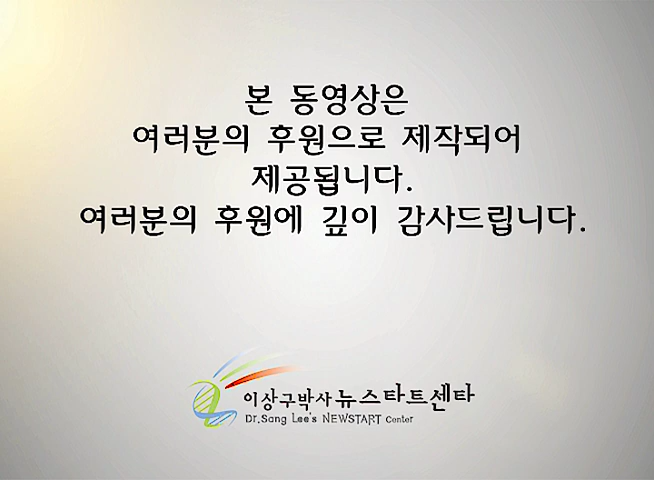 본 동영상은
여러분의 후원으로 제작되어
제공됩니다.
여러분의 후원에 깊이 감사드립니다.
이상구박사 뉴스타트센타
Dr.Sang Lee's NEWSTART Center